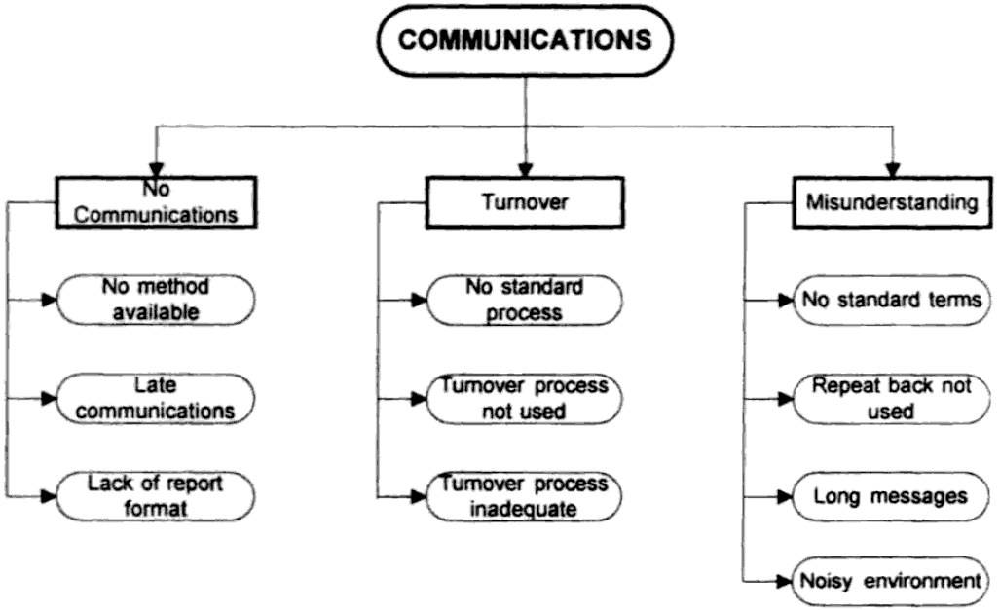 COMMUNICATIONS
No
Communications
Turnover
Misunderstanding
No method
available
No standard
process
No standard terms
Late
communications
Turnover process
not used
Repeat back not
used
Lack of report
format
Turnover process
inadequate
Long messages
Noisy environment